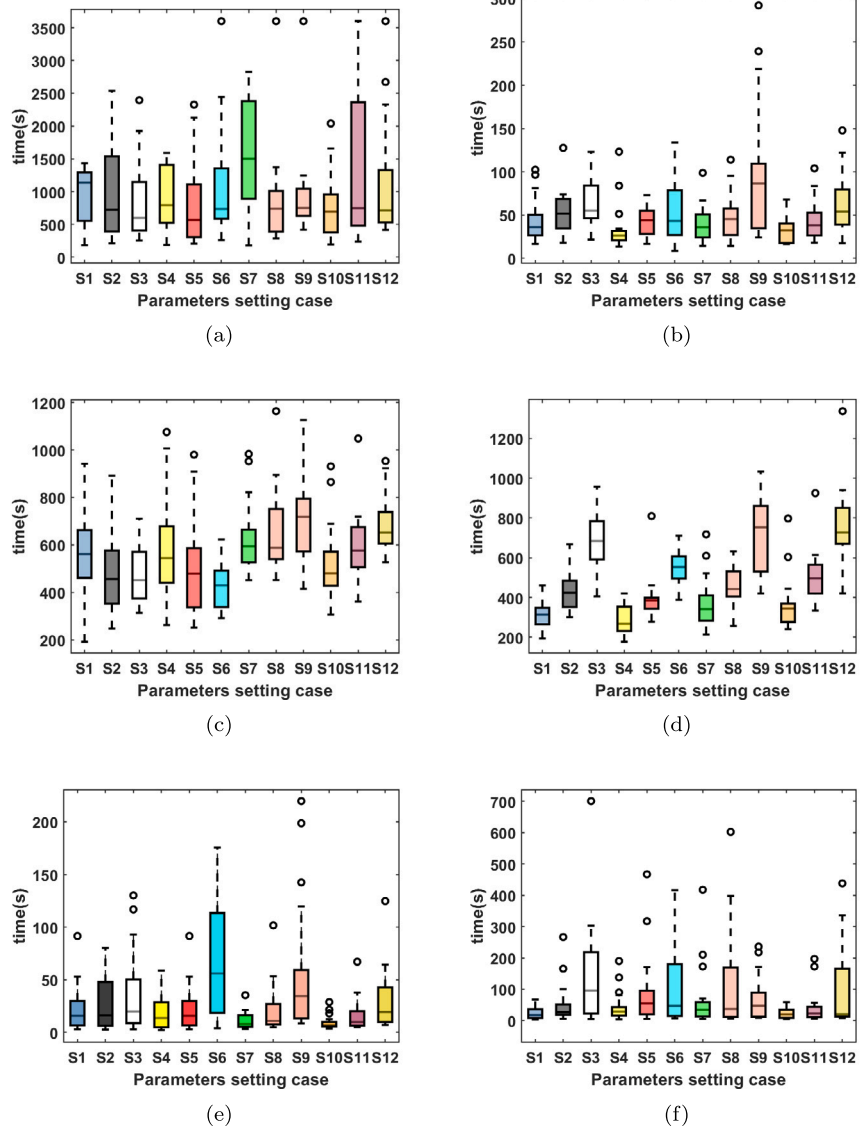 3500
3000
2500
2000
1500
1000
500
0
time(s)
S1 S2 S3 S4 S5 S6 S7 S8 S9 S10 S11 S12
Parameters setting case
(a)
300
250
200
150
100
50
0
time(s)
S1 S2 S3 S4 S5 S6 S7 S8 S9 S10 S11 S12
Parameters setting case
(b)
1200
1000
800
600
400
200
time(s)
S1 S2 S3 S4 S5 S6 S7 S8 S9 S10 S11 S12
Parameters setting case
(c)
1200
1000
800
600
400
200
time(s)
S1 S2 S3 S4 S5 S6 S7 S8 S9 S10 S11 S12
Parameters setting case
(d)
200
150
100
50
0
time(s)
S1 S2 S3 S4 S5 S6 S7 S8 S9 S10 S11 S12
Parameters setting case
(e)
700
600
500
400
300
200
100
0
time(s)
S1 S2 S3 S4 S5 S6 S7 S8 S9 S10 S11 S12
Parameters setting case
(f)